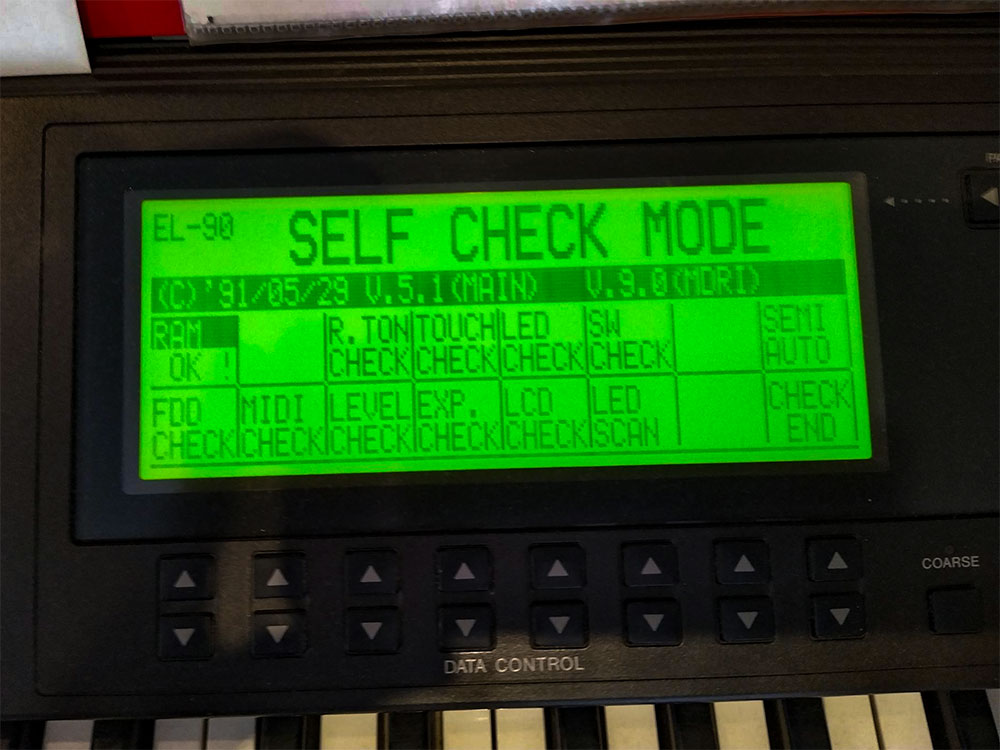 EL-90 SELF CHECK MODE
(C)'91/05/29 V.5.1(MAIN) V.9.0(MDRI)
RAM R.TON TOUCH LED SW SEMI
OK ! CHECK CHECK CHECK CHECK AUTO
FDD MIDI LEVEL EXP. LCD LED CHECK
CHECK CHECK CHECK CHECK CHECK SCAN END
COARSE
DATA CONTROL